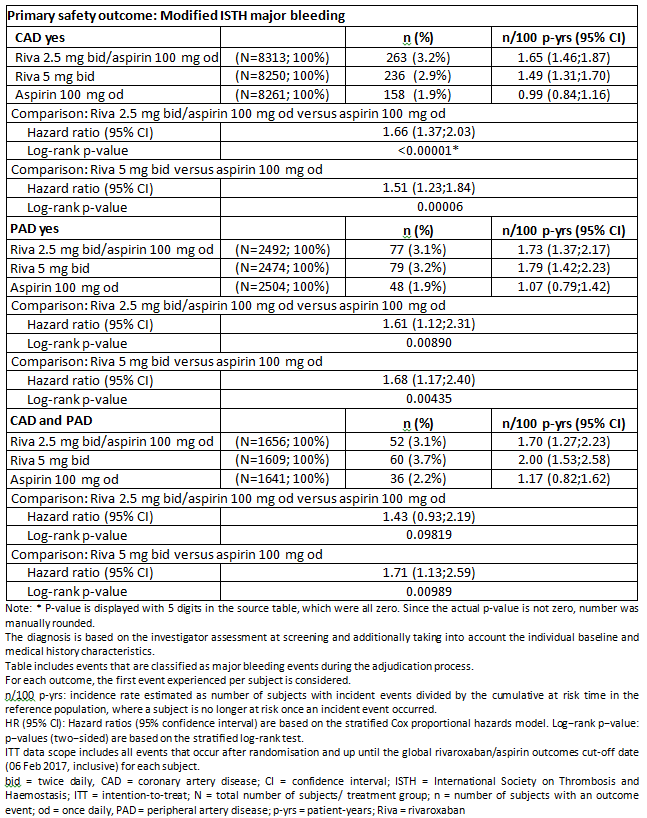 Primary safety outcome: Modified ISTH major bleeding
CAD yes n (%) n/100 p-yrs (95% CI)
Riva 2.5 mg bid/aspirin 100 mg od (N=8313; 100%) 263 (3.2%) 1.65 (1.46;1.87)
Riva 5 mg bid (N=8250; 100%) 236 (2.9%) 1.49 (1.31;1.70)
Aspirin 100 mg od (N=8261; 100%) 158 (1.9%) 0.99 (0.84;1.16)
Comparison: Riva 2.5 mg bid/aspirin 100 mg od versus aspirin 100 mg od
Hazard ratio (95% CI) 1.66 (1.37;2.03)
Log-rank p-value <0.00001*
Comparison: Riva 5 mg bid versus aspirin 100 mg od
Hazard ratio (95% CI) 1.51 (1.23;1.84)
Log-rank p-value 0.00006
PAD yes n (%) n/100 p-yrs (95% CI)
Riva 2.5 mg bid/aspirin 100 mg od (N=2492; 100%) 77 (3.1%) 1.73 (1.37;2.17)
Riva 5 mg bid (N=2474; 100%) 79 (3.2%) 1.79 (1.42;2.23)
Aspirin 100 mg od (N=2504; 100%) 48 (1.9%) 1.07 (0.79;1.42)
Comparison: Riva 2.5 mg bid/aspirin 100 mg od versus aspirin 100 mg od
Hazard ratio (95% CI) 1.61 (1.12;2.31)
Log-rank p-value 0.00890
Comparison: Riva 5 mg bid versus aspirin 100 mg od
Hazard ratio (95% CI) 1.68 (1.17;2.40)
Log-rank p-value 0.00435
CAD and PAD n (%) n/100 p-yrs (95% CI)
Riva 2.5 mg bid/aspirin 100 mg od (N=1656; 100%) 52 (3.1%) 1.70 (1.27;2.23)
Riva 5 mg bid (N=1609; 100%) 60 (3.7%) 2.00 (1.53;2.58)
Aspirin 100 mg od (N=1641; 100%) 36 (2.2%) 1.17 (0.82;1.62)
Comparison: Riva 2.5 mg bid/aspirin 100 mg od versus aspirin 100 mg od
Hazard ratio (95% CI) 1.43 (0.93;2.19)
Log-rank p-value 0.09819
Comparison: Riva 5 mg bid versus aspirin 100 mg od
Hazard ratio (95% CI) 1.71 (1.13;2.59)
Log-rank p-value 0.00989
Note: * P-value is displayed with 5 digits in the source table, which were all zero. Since the actual p-value is not zero, number was
manually rounded.
The diagnosis is based on the investigator assessment at screening and additionally taking into account the individual baseline and
medical history characteristics.
Table includes events that are classified as major bleeding events during the adjudication process.
For each outcome, the first event experienced per subject is considered.
n/100 p-yrs: incidence rate estimated as number of subjects with incident events divided by the cumulative at risk time in the
reference population, where a subject is no longer at risk once an incident event occurred.
HR (95% CI): Hazard ratios (95% confidence interval) are based on the stratified Cox proportional hazards model. Log–rank p–value:
p–values (two–sided) are based on the stratified log-rank test.
ITT data scope includes all events that occur after randomisation and up until the global rivaroxaban/aspirin outcomes cut-off date
(06 Feb 2017, inclusive) for each subject.
bid = twice daily, CAD = coronary artery disease; CI = confidence interval; ISTH = International Society on Thrombosis and
Haemostasis; ITT = intention-to-treat; N = total number of subjects/ treatment group; n = number of subjects with an outcome
event; od = once daily, PAD = peripheral artery disease; p-yrs = patient-years; Riva = rivaroxaban